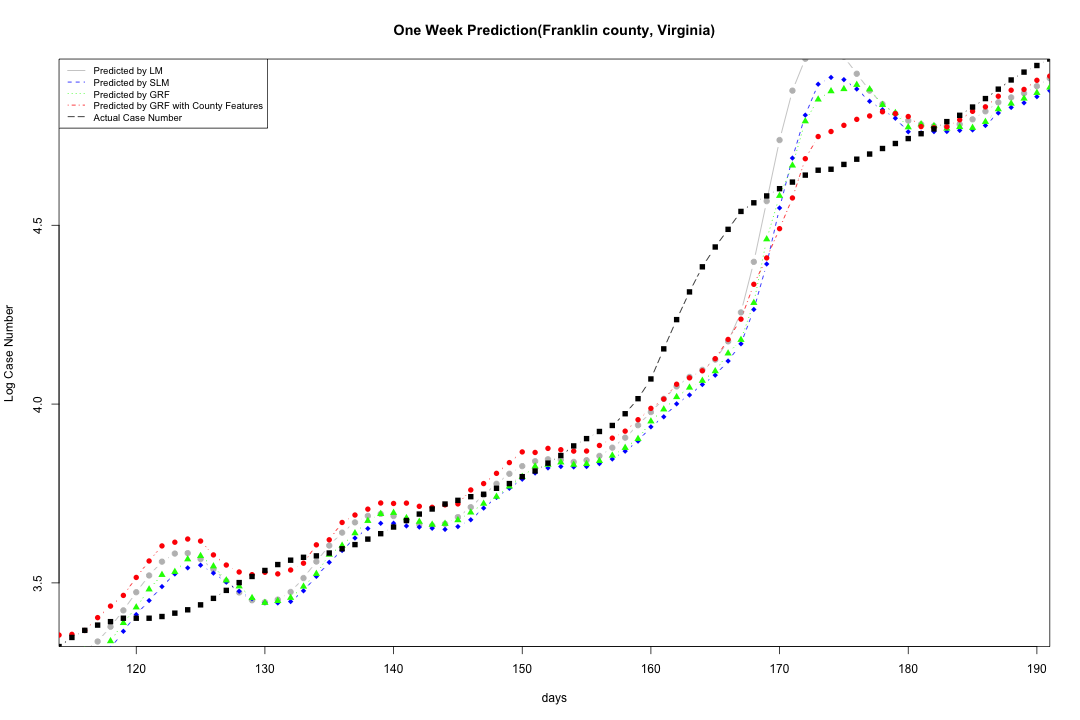 One Week Prediction(Franklin county, Virginia)
Predicted by LM
Predicted by SLM
Predicted by GRF
Predicted by GRF with County Features
Actual Case Number
Log Case Number
4.5
4.0
3.5
120 130 140 150 160 170 180 190
days